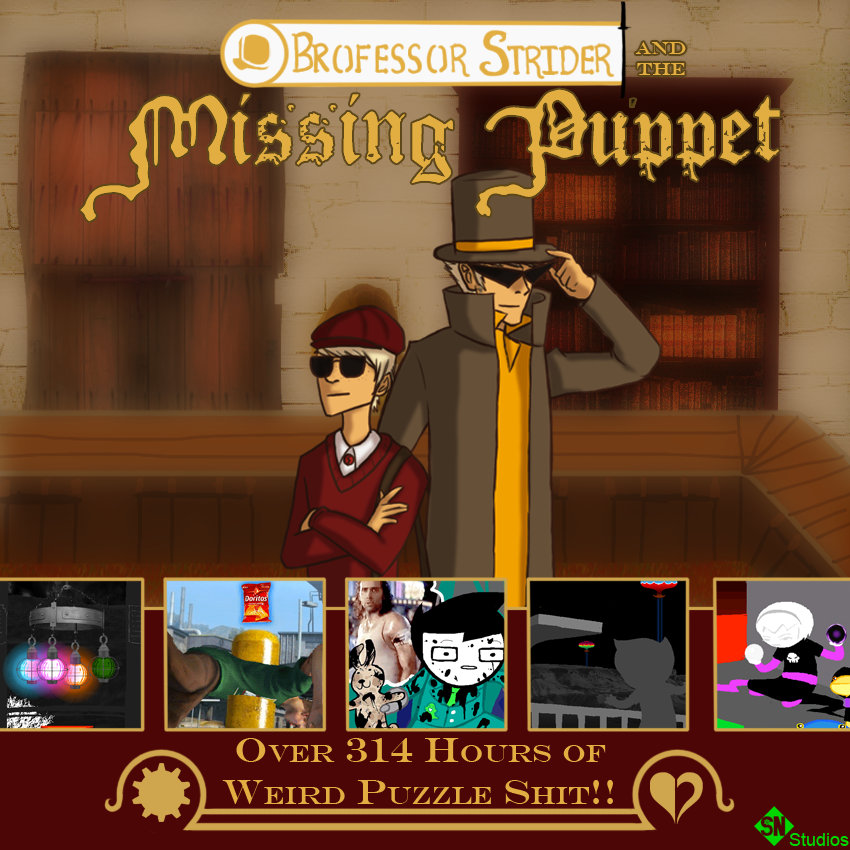 BROFESSOR STRIDER
AND
THE
Missing Puppet
Doritos
OVER 314 HOURS OF
WEIRD PUZZLE SHIT!!
SN
Studios